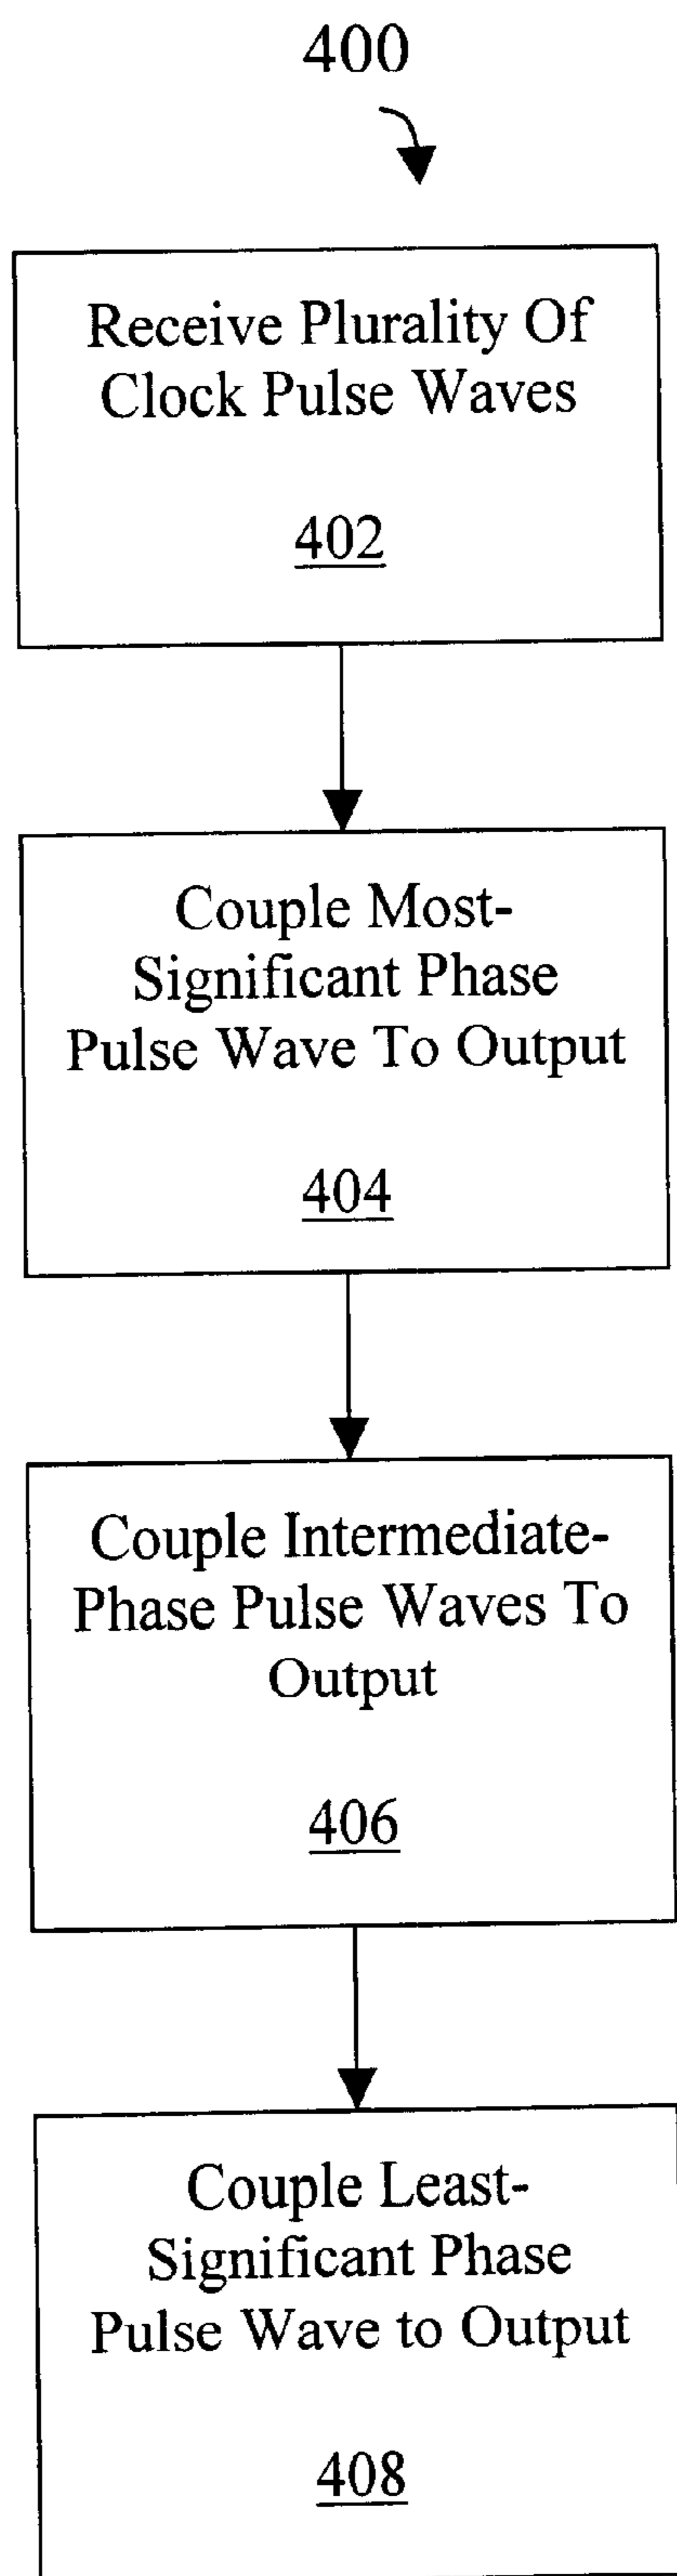 400
Receive Plurality Of
Clock Pulse Waves
402
Couple Most-
Significant Phase
Pulse Wave To Output
404
Couple Intermediate-
Phase Pulse Waves To
Output
406
Couple Least-
Significant Phase
Pulse Wave to Output
408